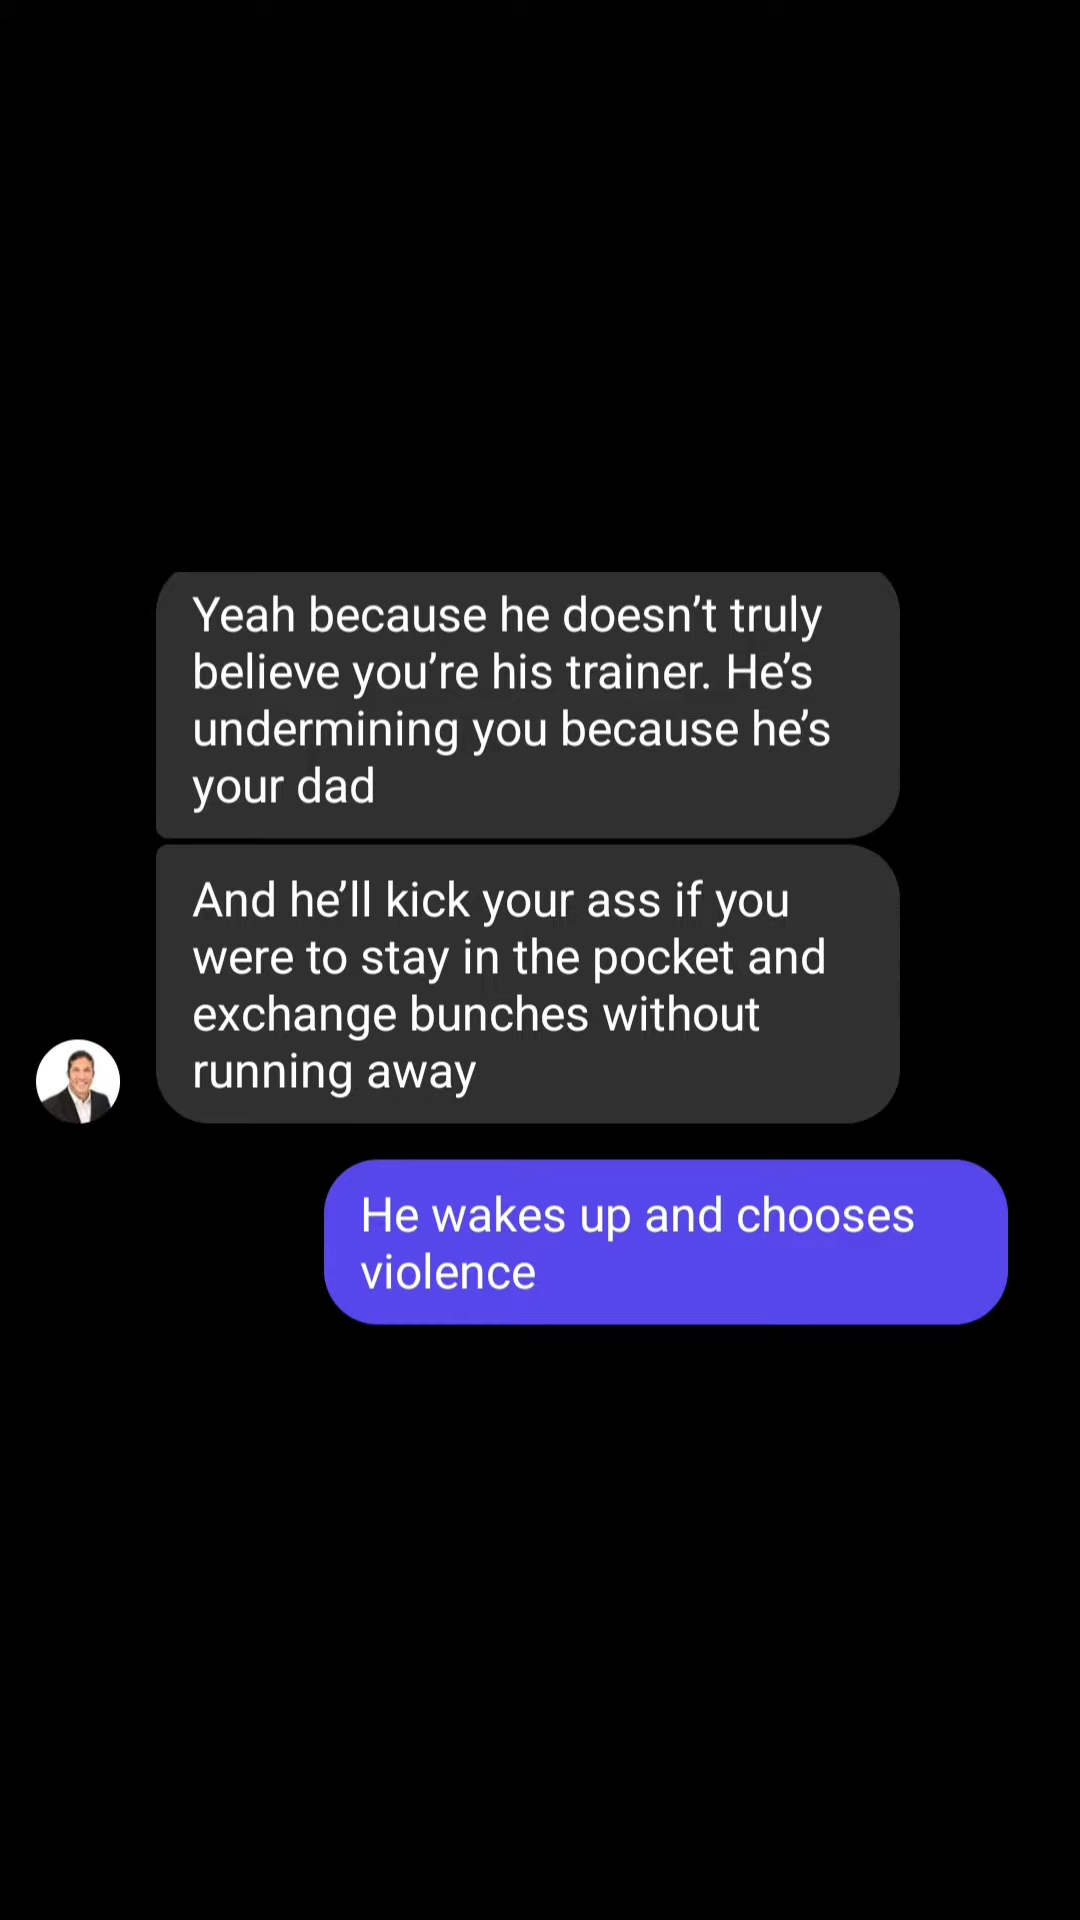 Yeah because he doesn’t truly
believe you’re his trainer. He’s
undermining you because he’s
your dad
And he’ll kick your ass if you
were to stay in the pocket and
exchange bunches without
running away
He wakes up and chooses
violence